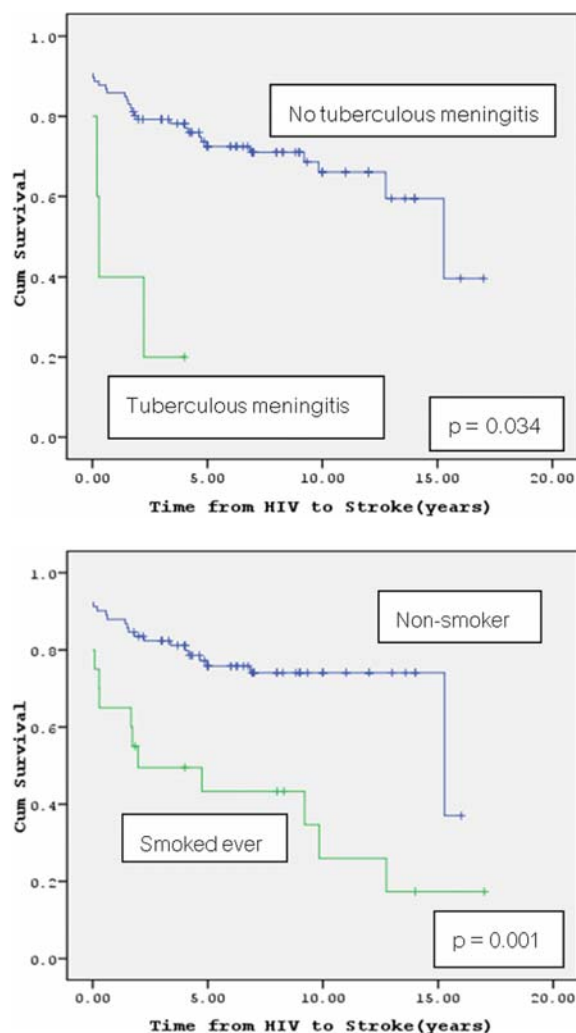 1.0
No tuberculous meningitis
0.8
0.6
Cum Survival
0.4
0.2
Tuberculous meningitis
p = 0.034
0.0
0.00 5.00 10.00 15.00 20.00
Time from HIV to Stroke(years)
1.0
Non-smoker
0.8
0.6
Cum Survival
0.4
Smoked ever
0.2
p = 0.001
0.0
0.00 5.00 10.00 15.00 20.00
Time from HIV to Stroke(years)